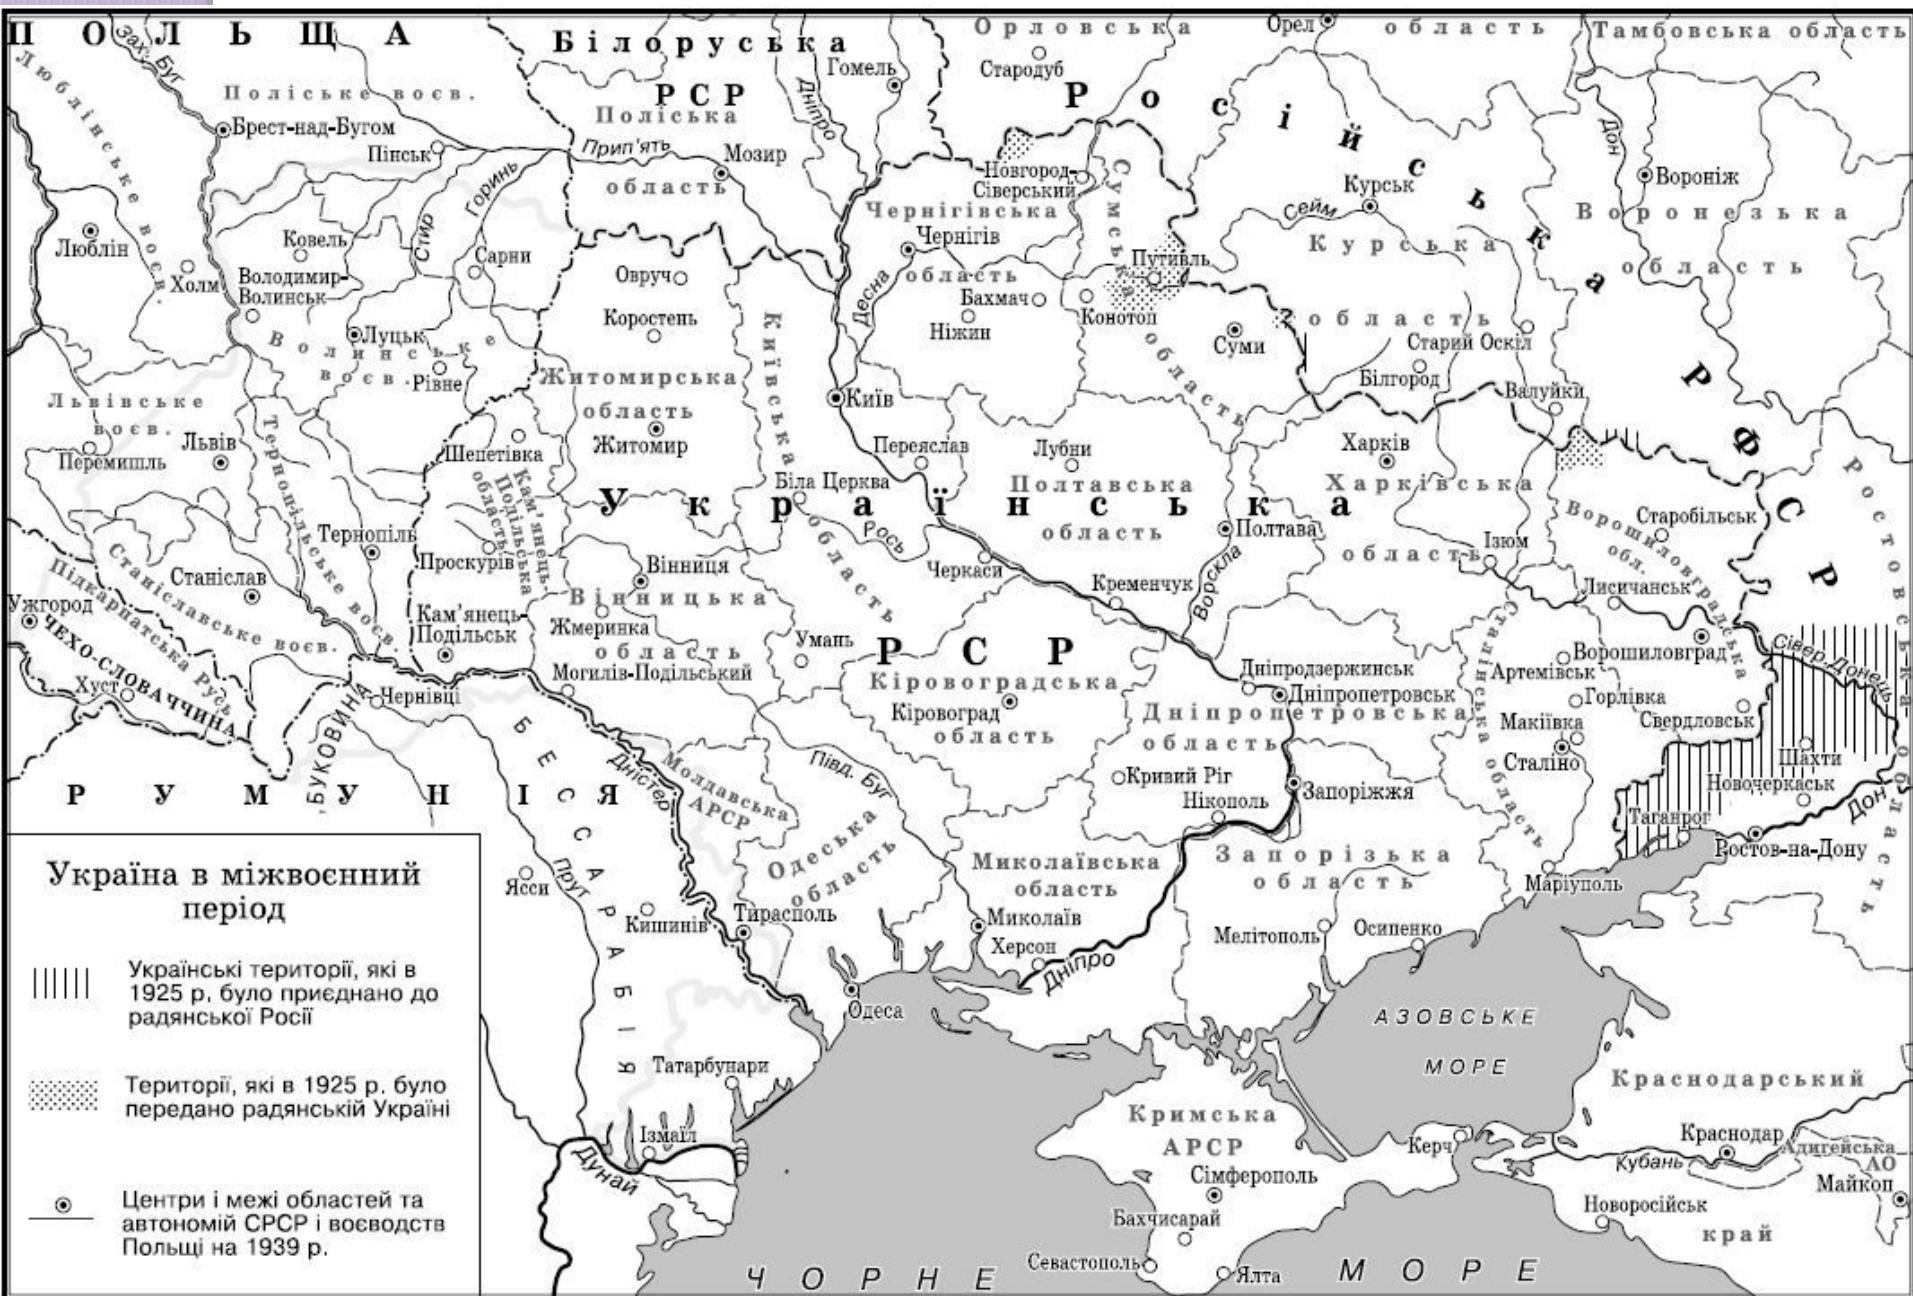 ПОЛЬЩА
Зах. Буг
Люблінське воєв.
Поліське воєв.
Брест-над-Бугом
Пінськ
Білоруська
РСР
Поліська
область
Прип'ять
Мозир
Гомель
Дніпро
Орловська
область
Стародуб
Орел
Тамбовська область
Російська РФСР
Дон
Вороніж
Воронезька
область
Курськ
Сейм
Курська
область
Старий Оскіл
Білгород
Валуйки
Новгород-
Сіверський
Чернігівська
область
Чернігів
Десна
Бахмач
Ніжин
Конотоп
Путивль
Сумська
область
Суми
Люблін
Холм
Ковель
Володимир-
Волинськ
Стир
Горинь
Сарни
Луцьк
Волинське
воєв.
Рівне
Овруч
Коростень
Житомирська
область
Житомир
Київська
область
Київ
Львівське
воєв.
Перемишль
Львів
Тернопільське воєв.
Тернопіль
Шепетівка
Кам'янець-
Подільська
область
Проскурів
Кам'янець-
Подільськ
Українська
РСР
Переяслав
Біла Церква
Рось
Черкаси
Лубни
Полтавська
область
Полтава
Кременчук
Ворскла
Харків
Харківська
область
Ізюм
Ворошиловградська
обл.
Старобільськ
Лисичанськ
Ворошиловград
Ростовська область
Сівер. Донець
Станіславське воєв.
Станіслав
Підкарпатська Русь
Ужгород
ЧЕХО-СЛОВАЧЧИНА
Хуст
РУМУНІЯ
БУКОВИНА
Чернівці
БЕССАРАБІЯ
Вінниця
Вінницька
область
Жмеринка
Могилів-Подільський
Умань
Кіровоградська
область
Кіровоград
Дніпродзержинськ
Дніпропетровськ
Дніпропетровська
область
Кривий Ріг
Нікополь
Запоріжжя
Запорізька
область
Сталінська область
Артемівськ
Горлівка
Макіївка
Сталіно
Свердловськ
Шахти
Новочеркаськ
Таганрог
Ростов-на-Дону
Дон
Маріуполь
Молдавська
АРСР
Дністер
Півд. Буг
Одеська
область
Миколаївська
область
Миколаїв
Херсон
Дніпро
Мелітополь
Осипенко
Ясси
Прут
Кишинів
Тирасполь
Одеса
Татарбунари
Ізмаїл
Дунай
АЗОВСЬКЕ
МОРЕ
Кримська
АРСР
Сімферополь
Бахчисарай
Севастополь
Ялта
Керч
Краснодарський
край
Краснодар
Кубань
Адигейська
АО
Майкоп
Новоросійськ
ЧОРНЕ МОРЕ
Україна в міжвоєнний
період
Українські території, які в
1925 р. було приєднано до
радянської Росії
Території, які в 1925 р. було
передано радянській Україні
Центри і межі областей та
автономій СРСР і воєводств
Польщі на 1939 р.